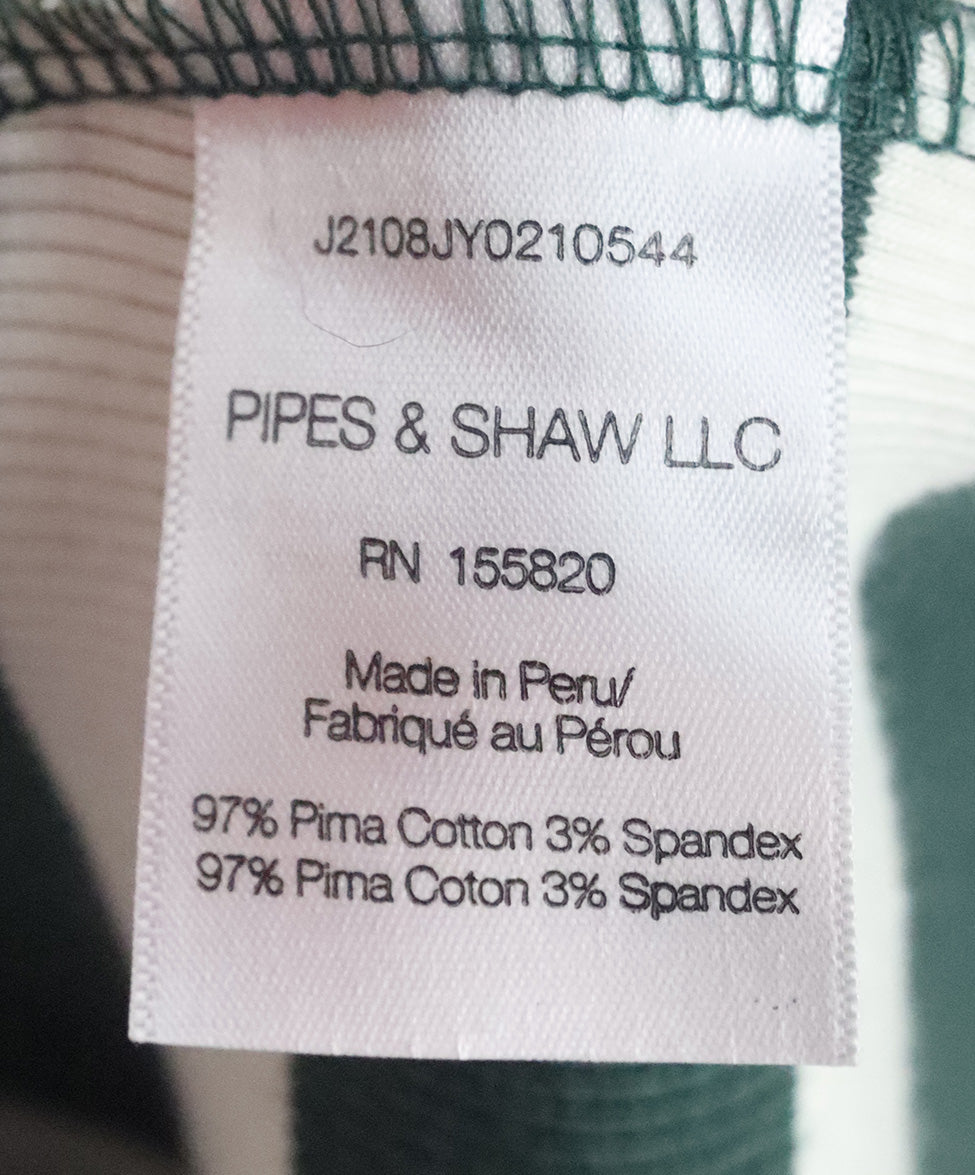 J2108JY0210544
PIPES & SHAW LLC
RN 155820
Made in Peru/
Fabriqué au Pérou
97% Pima Cotton 3% Spandex
97% Pima Coton 3% Spandex